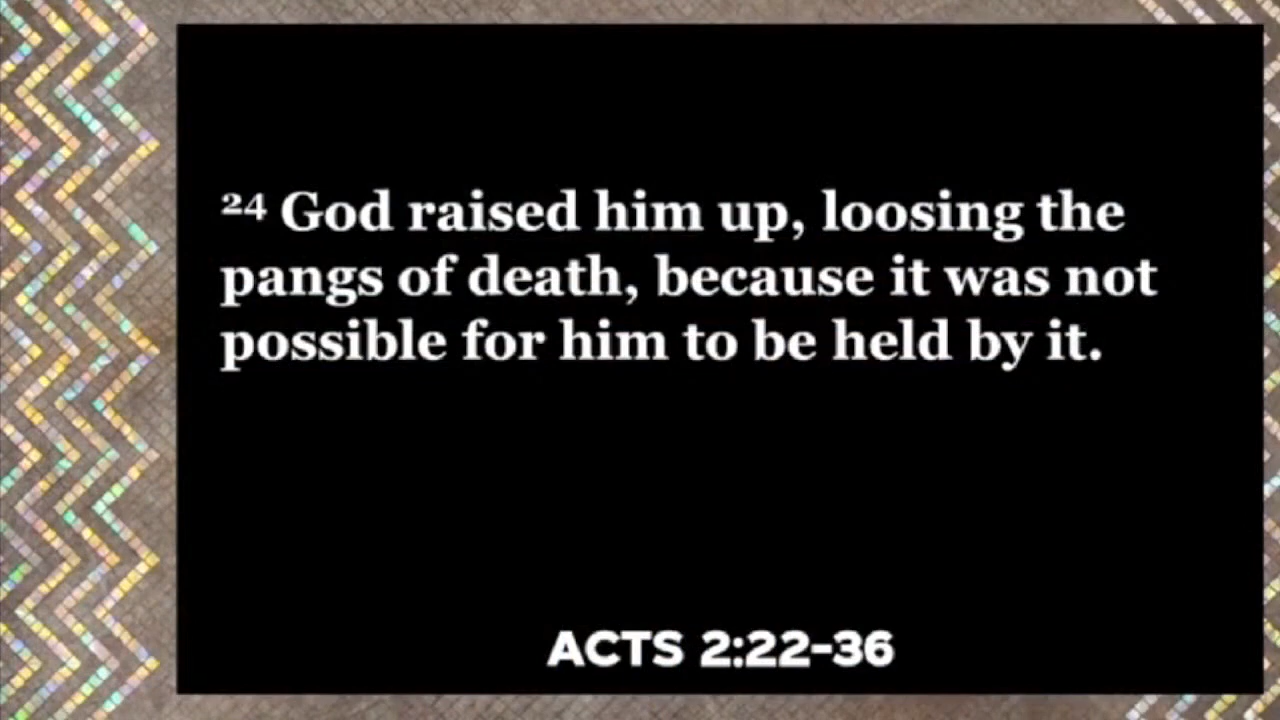 ²⁴ God raised him up, loosing the
pangs of death, because it was not
possible for him to be held by it.
ACTS 2:22-36